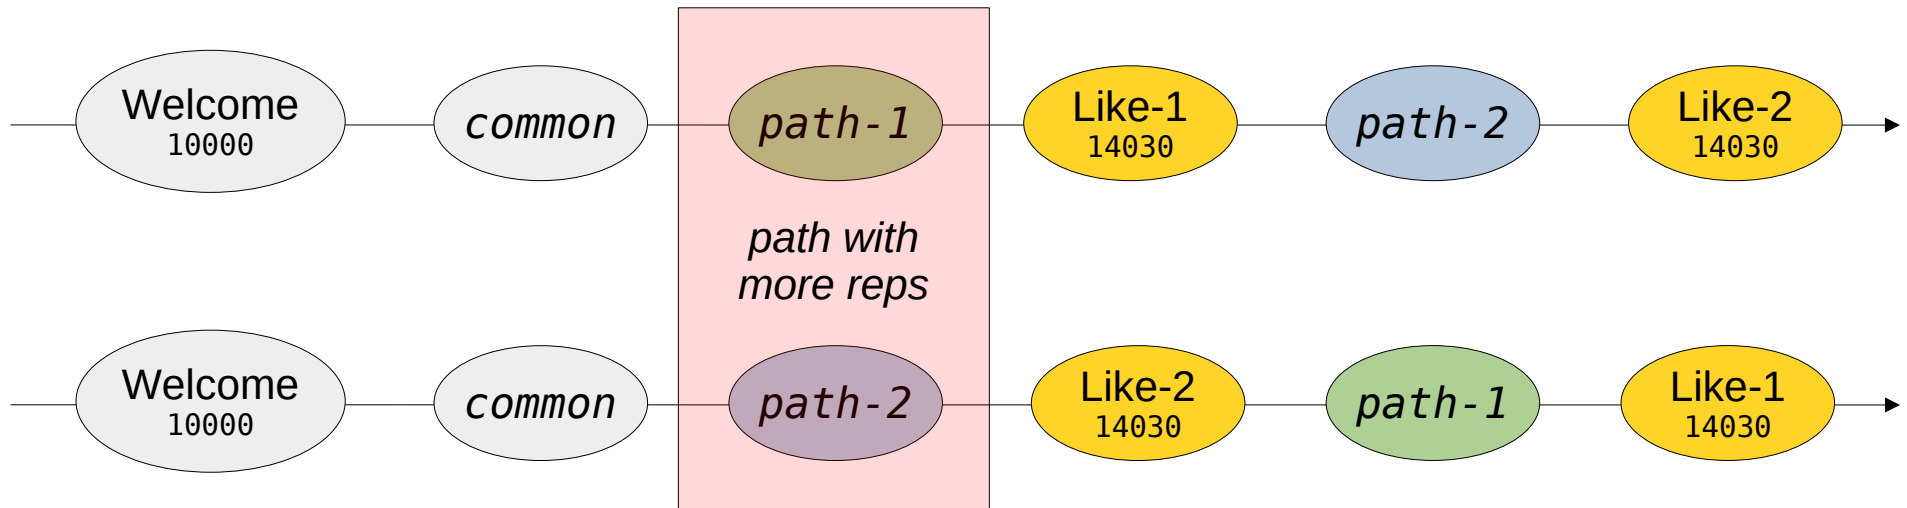 Welcome
10000
common
path-1
Like-1
14030
path-2
Like-2
14030
path with
more reps
Welcome
10000
common
path-2
Like-2
14030
path-1
Like-1
14030